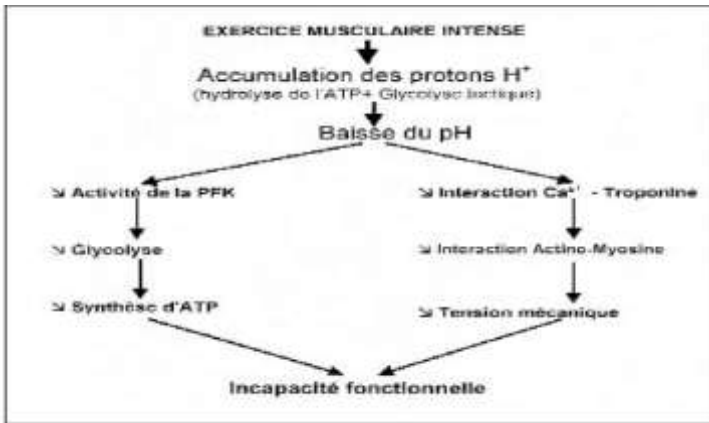 EXERCICE MUSCULAIRE INTENSE
Accumulation des protons H⁺
(hydrolyse de l'ATP+ Glycolyse lactique)
Baisse du pH
↘ Activité de la PFK
↘ Interaction Ca²⁺ - Troponine
↘ Glycolyse
↘ Interaction Actino-Myosine
↘ Synthèse d'ATP
↘ Tension mécanique
Incapacité fonctionnelle